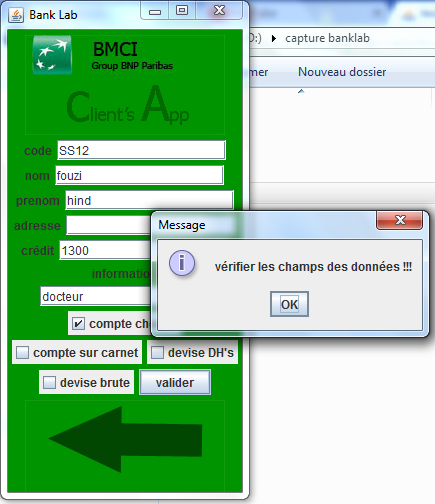 Bank Lab
BMCI
Group BNP Paribas
Client's App
code SS12
nom fouzi
prenom hind
adresse
crédit 1300
information
docteur
compte ch
compte sur carnet devise DH's
devise brute valider
D:) capture banklab
mer Nouveau dossier
Message
vérifier les champs des données !!!
OK